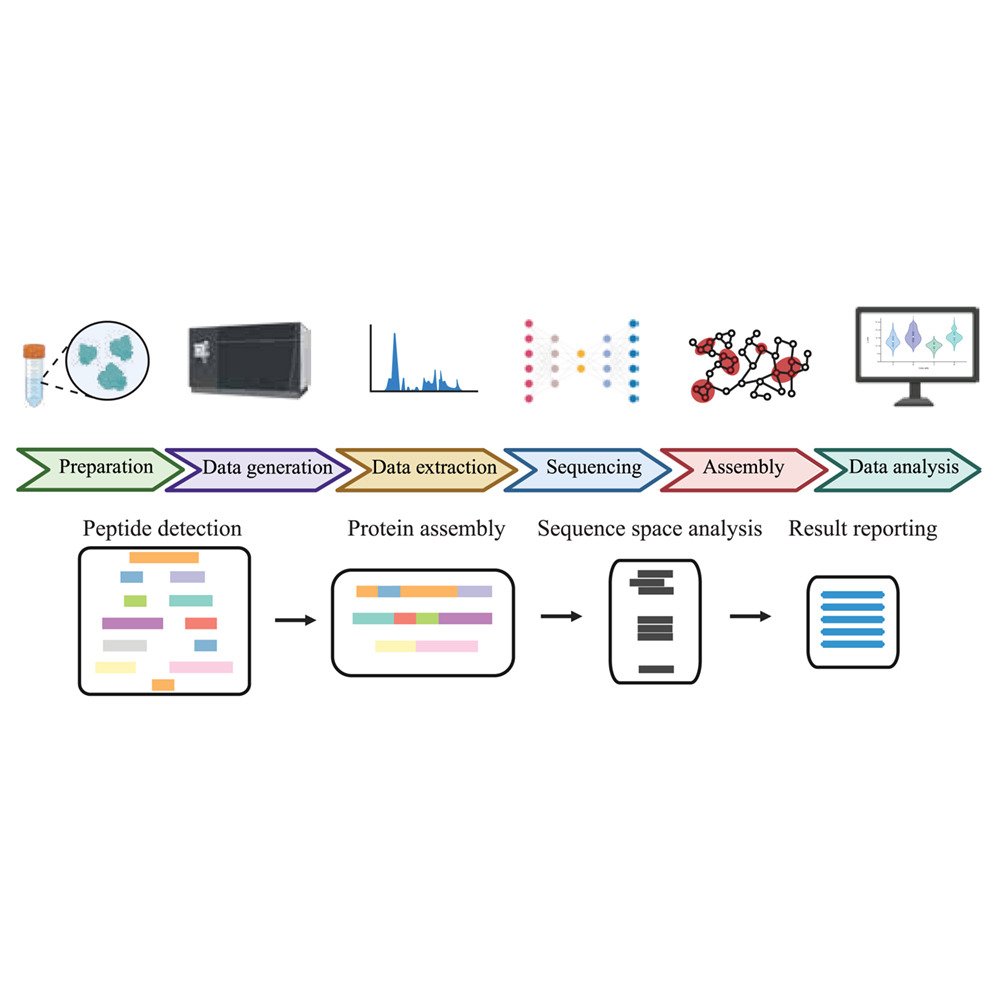 Preparation
Data generation
Data extraction
Sequencing
Assembly
Data analysis
Peptide detection
Protein assembly
Sequence space analysis
Result reporting